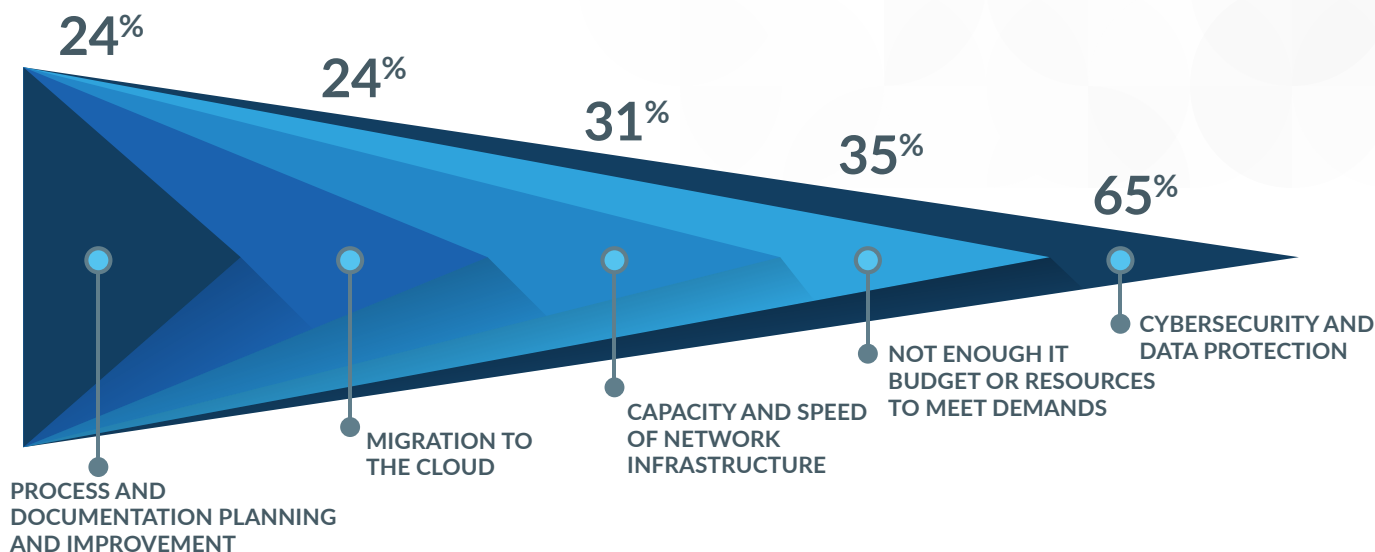 24%
24%
31%
35%
65%
CYBERSECURITY AND
DATA PROTECTION
NOT ENOUGH IT
BUDGET OR RESOURCES
TO MEET DEMANDS
CAPACITY AND SPEED
OF NETWORK
INFRASTRUCTURE
MIGRATION TO
THE CLOUD
PROCESS AND
DOCUMENTATION PLANNING
AND IMPROVEMENT